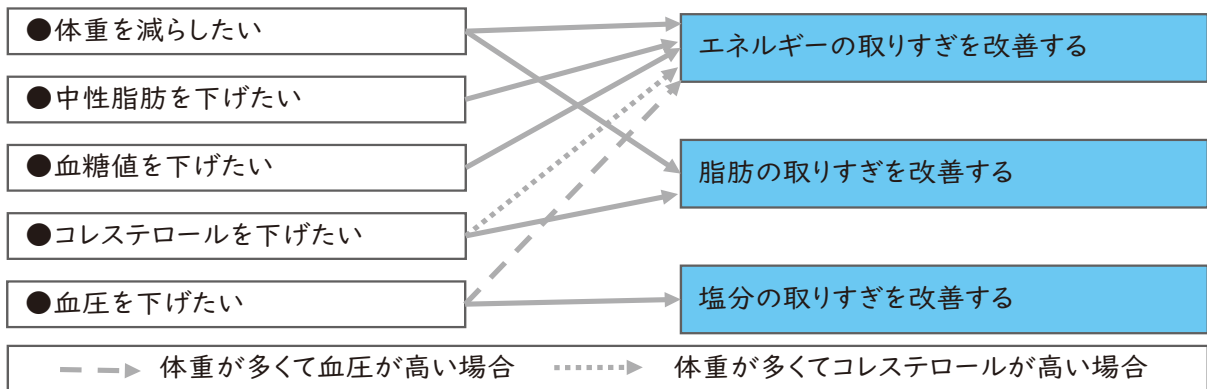 ●体重を減らしたい
●中性脂肪を下げたい
●血糖値を下げたい
●コレステロールを下げたい
●血圧を下げたい
エネルギーの取りすぎを改善する
脂肪の取りすぎを改善する
塩分の取りすぎを改善する
体重が多くて血圧が高い場合
体重が多くてコレステロールが高い場合